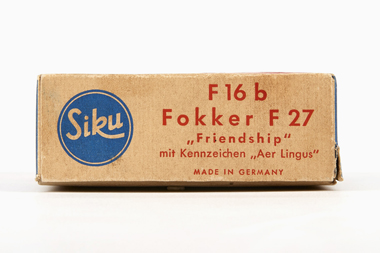 Siku
F 16 b
Fokker F 27
„Friendship“
mit Kennzeichen „Aer Lingus“
MADE IN GERMANY